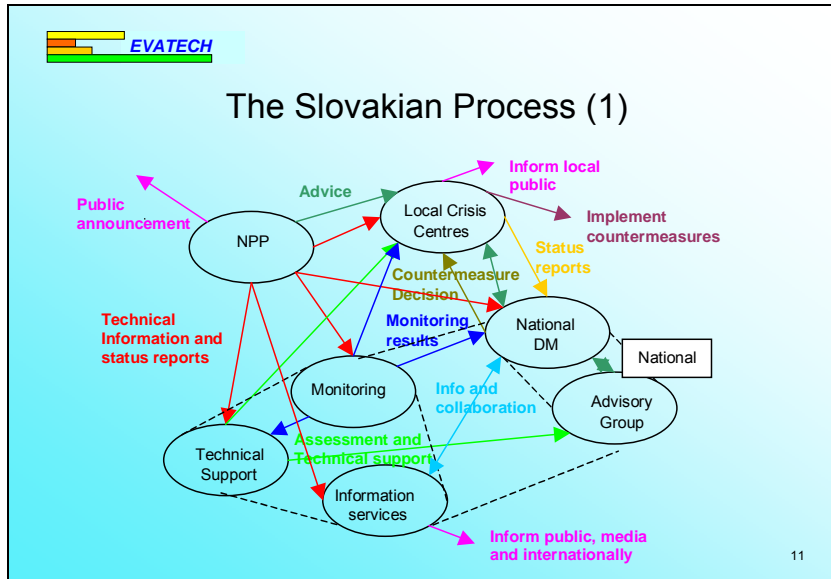 EVATECH
The Slovakian Process (1)
Inform local
public
Public
announcement
Advice
Local Crisis
Centres
Implement
countermeasures
NPP
Status
reports
Countermeasure
Decision
Technical
Information and
status reports
Monitoring
results
National
DM
National
Monitoring
Info and
collaboration
Advisory
Group
Assessment and
Technical support
Technical
Support
Information
services
Inform public, media
and internationally
11